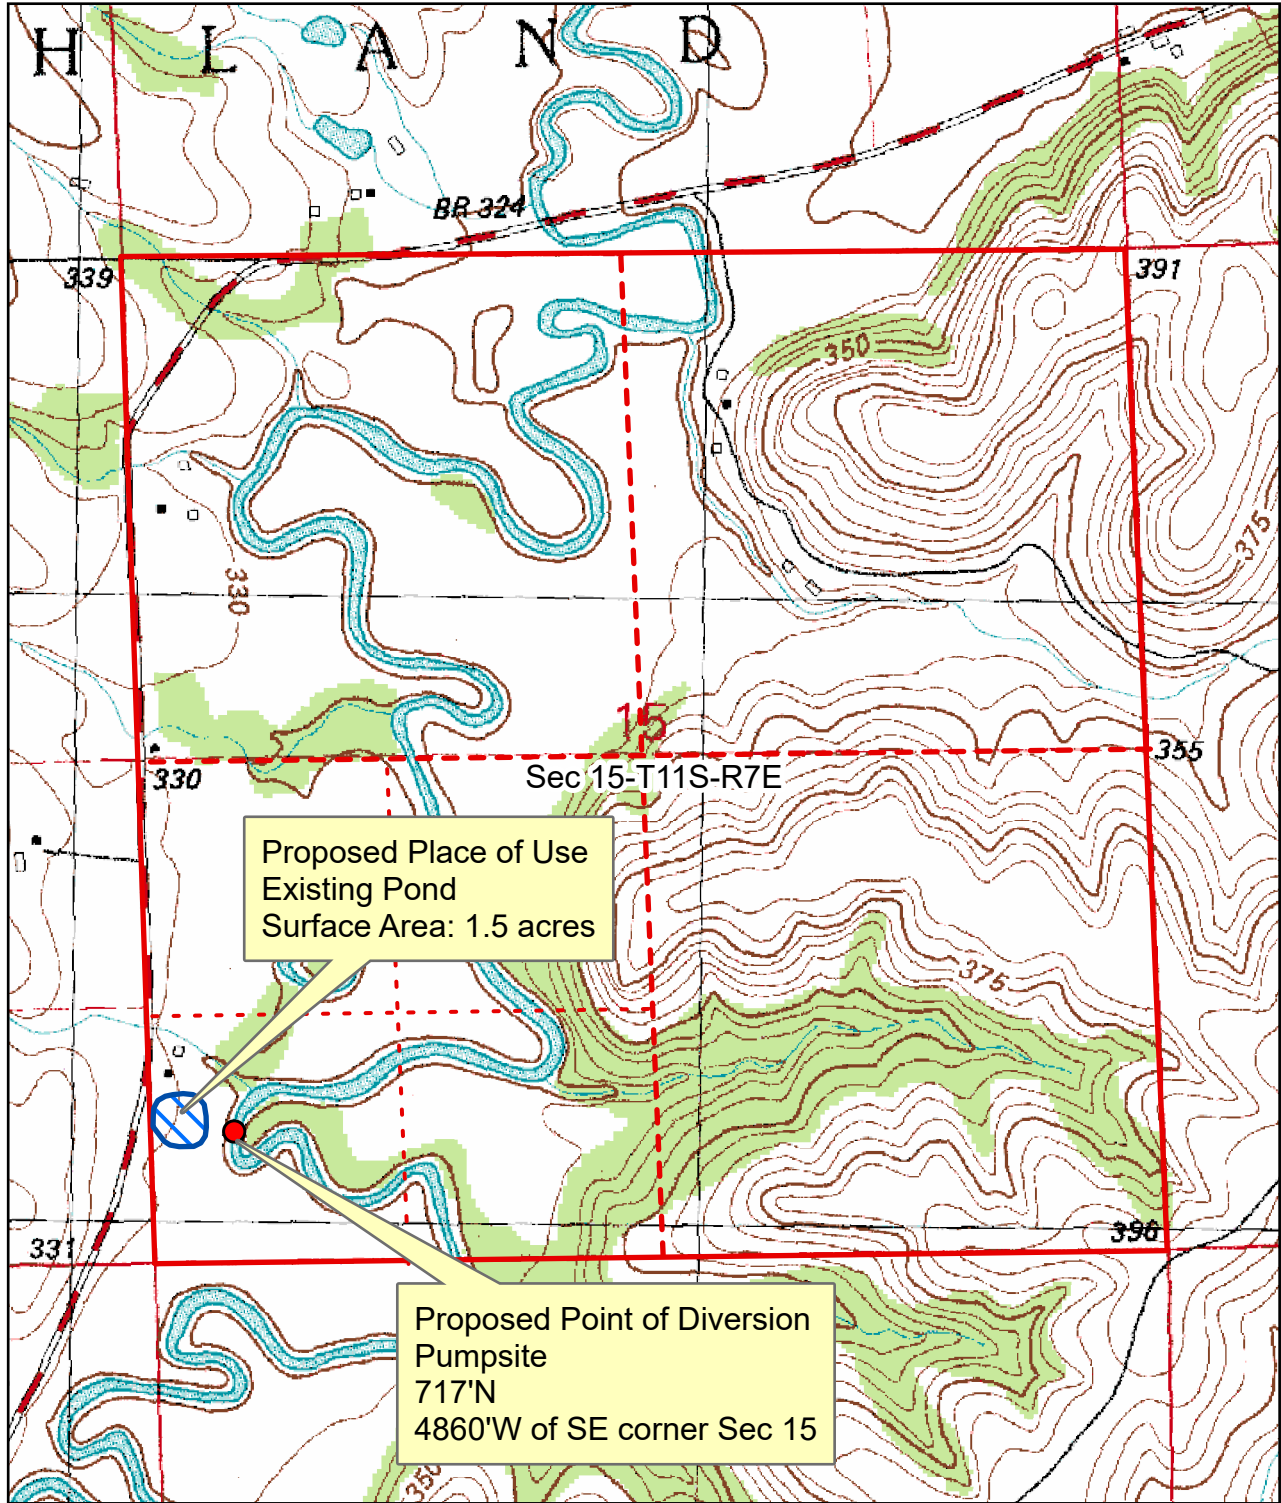 H L A N D
BR 324
339
391
350
375
330
15
355
330
Sec 15-T11S-R7E
Proposed Place of Use
Existing Pond
Surface Area: 1.5 acres
375
396
331
Proposed Point of Diversion
Pumpsite
717'N
4860'W of SE corner Sec 15
350